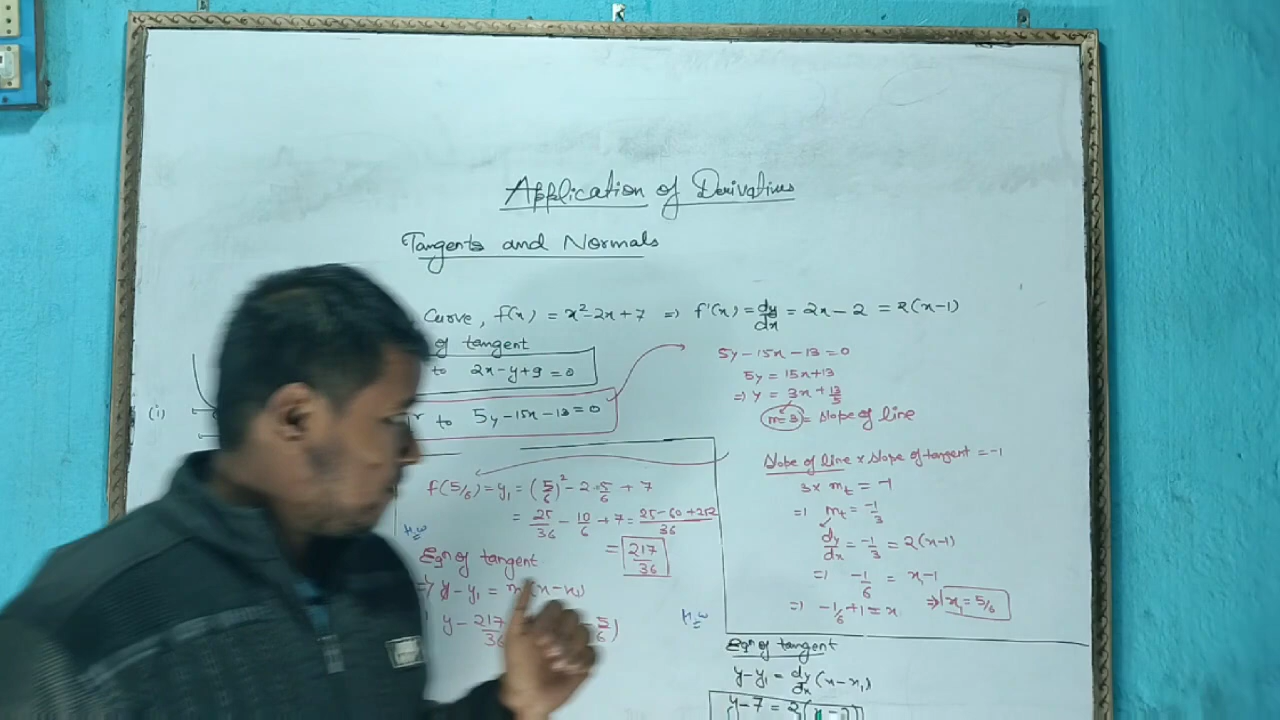 Application of Derivatives
Tangents and Normals
Curve, f(x) = x² - 2x + 7 ⇒ f'(x) = dy/dx = 2x - 2 = 2(x-1)
of tangent
to 2x-y+9=0
(i)
to 5y-15x-13=0
5y-15x-13=0
5y = 15x+13
⇒ y = 3x + 13/5
m=3 = slope of line
Slope of line x slope of tangent = -1
3 x m_t = -1
⇒ m_t = -1/3
dy/dx = -1/3 = 2(x-1)
⇒ -1/6 = x-1
⇒ -1/6 + 1 = x ⇒ x₁ = 5/6
f(5/6) = y₁ = (5/6)² - 2·5/6 + 7
= 25/36 - 10/6 + 7 = (25-60+252)/36
= 217/36
H.W
Eqⁿ of tangent
⇒ y - y₁ = m (x-x₁)
y - 217/36 - 5/6)
H.W
Eqⁿ of tangent
y-y₁ = dy/dx (x-x₁)
y-7 = 2(x-2)